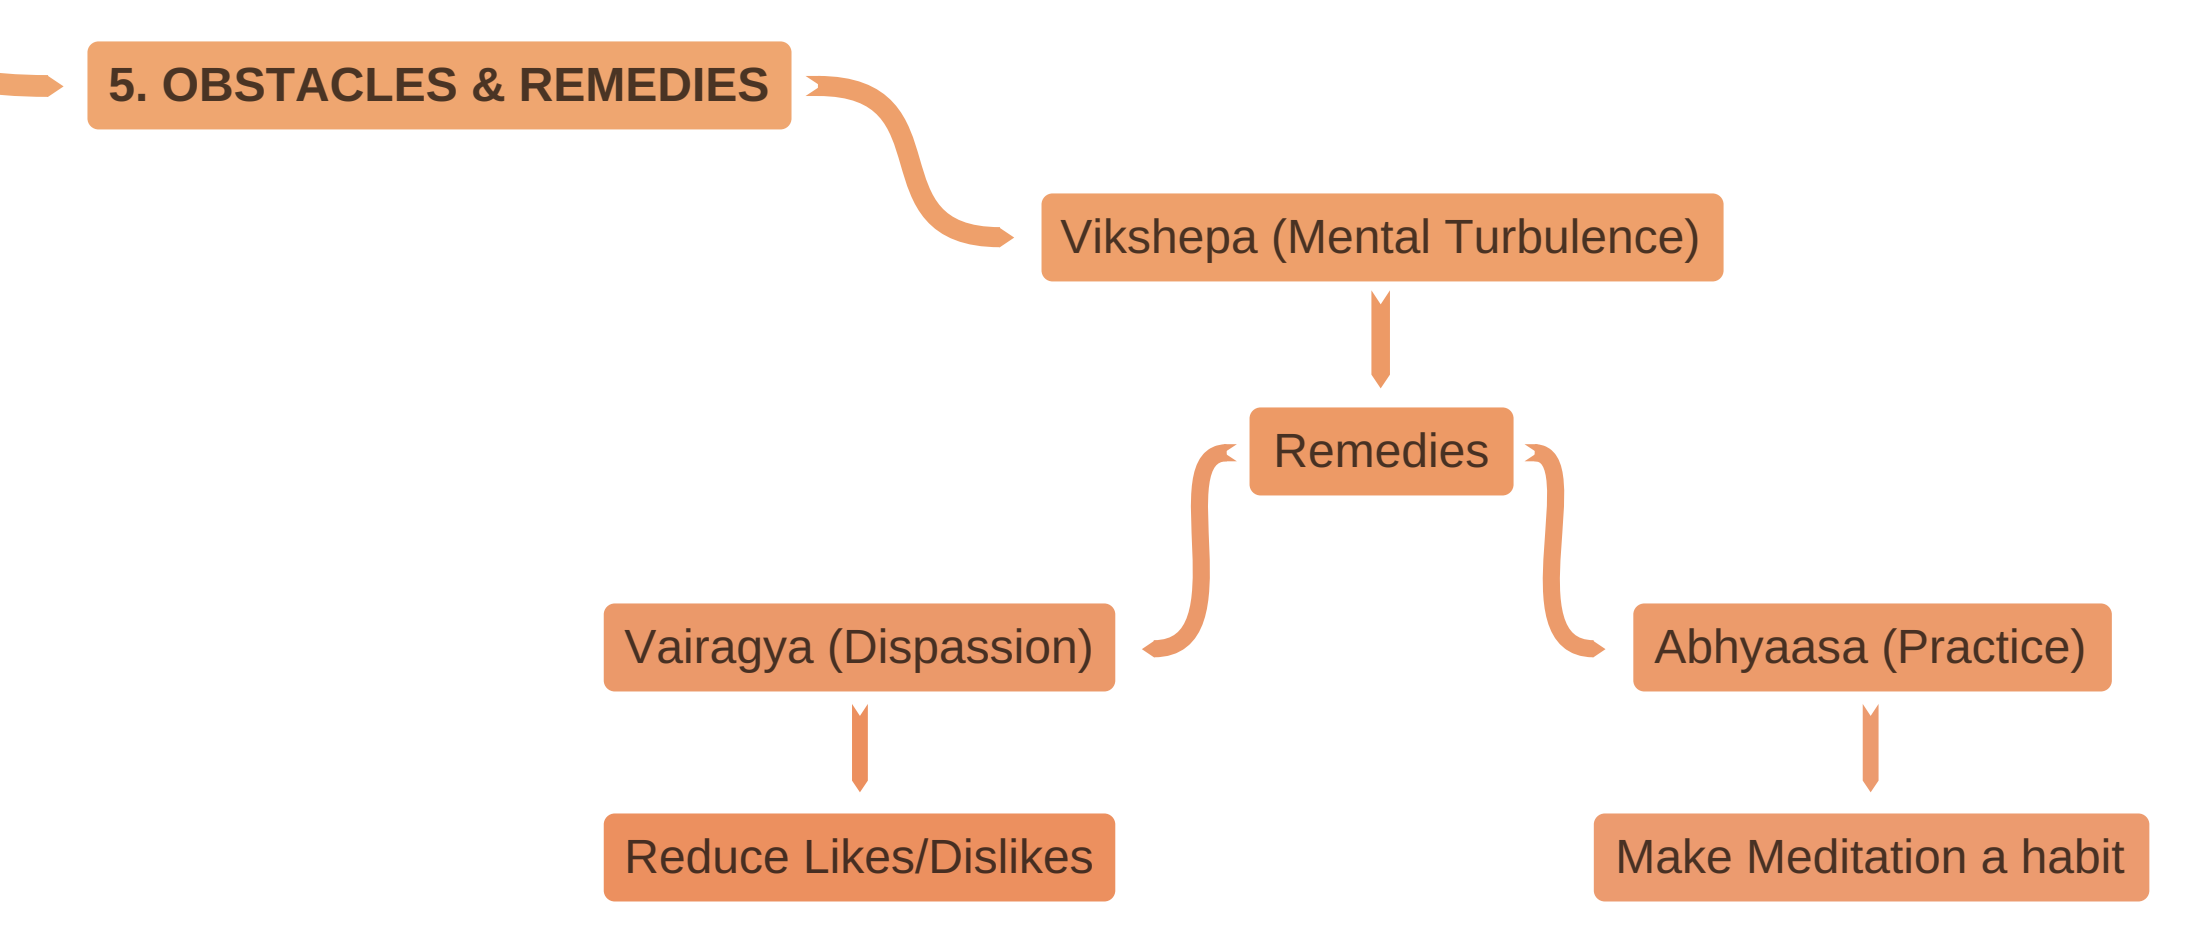 5. OBSTACLES & REMEDIES
Vikshepa (Mental Turbulence)
Remedies
Vairagya (Dispassion)
Abhyaasa (Practice)
Reduce Likes/Dislikes
Make Meditation a habit